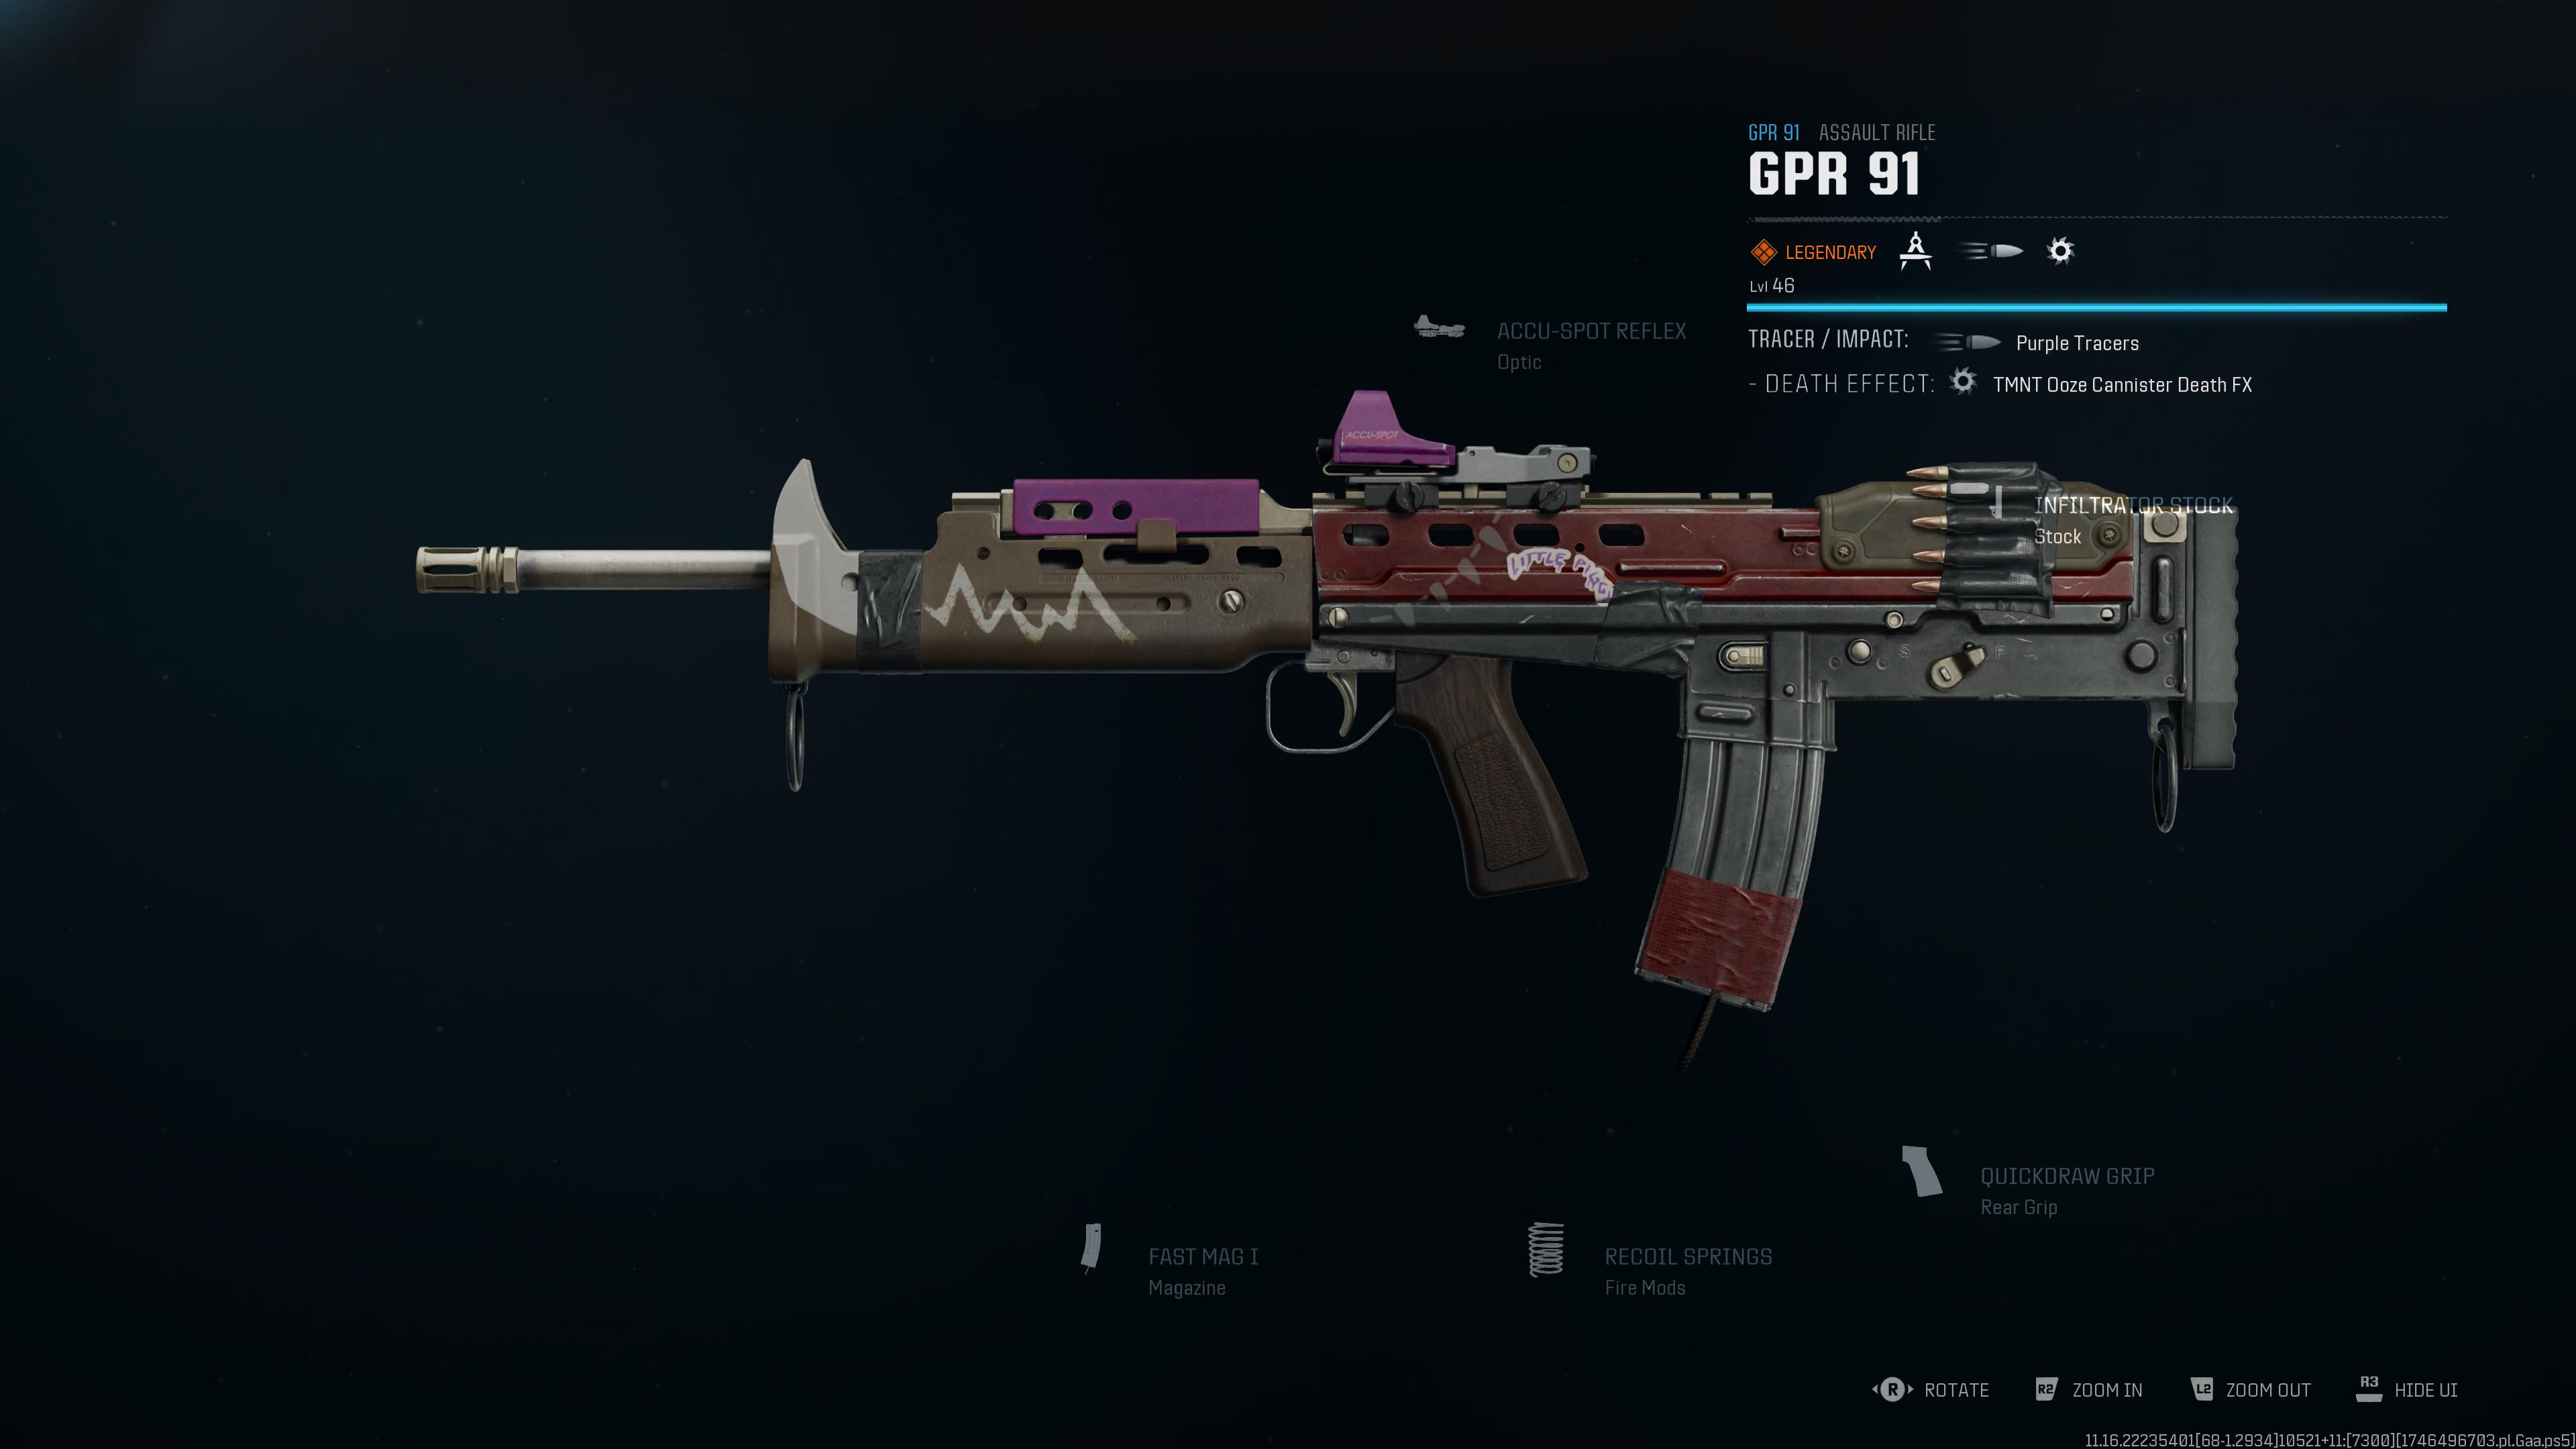 GPR 91 ASSAULT RIFLE
GPR 91
LEGENDARY
Lvl 46
TRACER / IMPACT: Purple Tracers
- DEATH EFFECT: TMNT Ooze Cannister Death FX
ACCU-SPOT REFLEX
Optic
ACCU-SPOT
INFILTRATOR STOCK
Stock
LITTLE
S
F
QUICKDRAW GRIP
Rear Grip
FAST MAG I
Magazine
RECOIL SPRINGS
Fire Mods
R ROTATE
R2 ZOOM IN
L2 ZOOM OUT
R3 HIDE UI
11.16.22235401[68-1.2934]10521+11:[7300][1746496703.pl.Gaa.ps5]